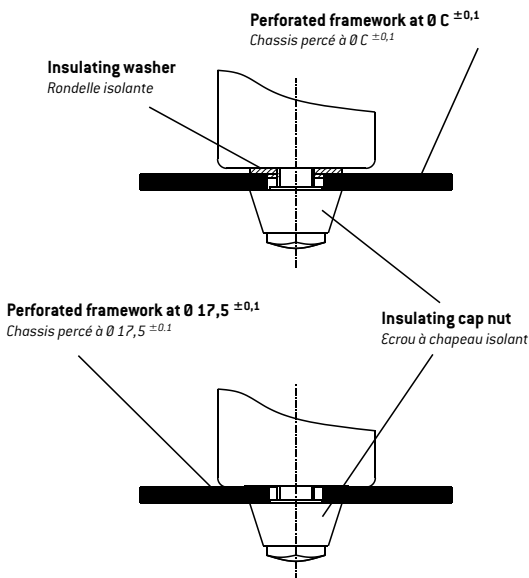 Perforated framework at Ø C ±0,1
Chassis percé à Ø C ±0,1
Insulating washer
Rondelle isolante
Perforated framework at Ø 17,5 ±0,1
Chassis percé à Ø 17,5 ±0.1
Insulating cap nut
Ecrou à chapeau isolant